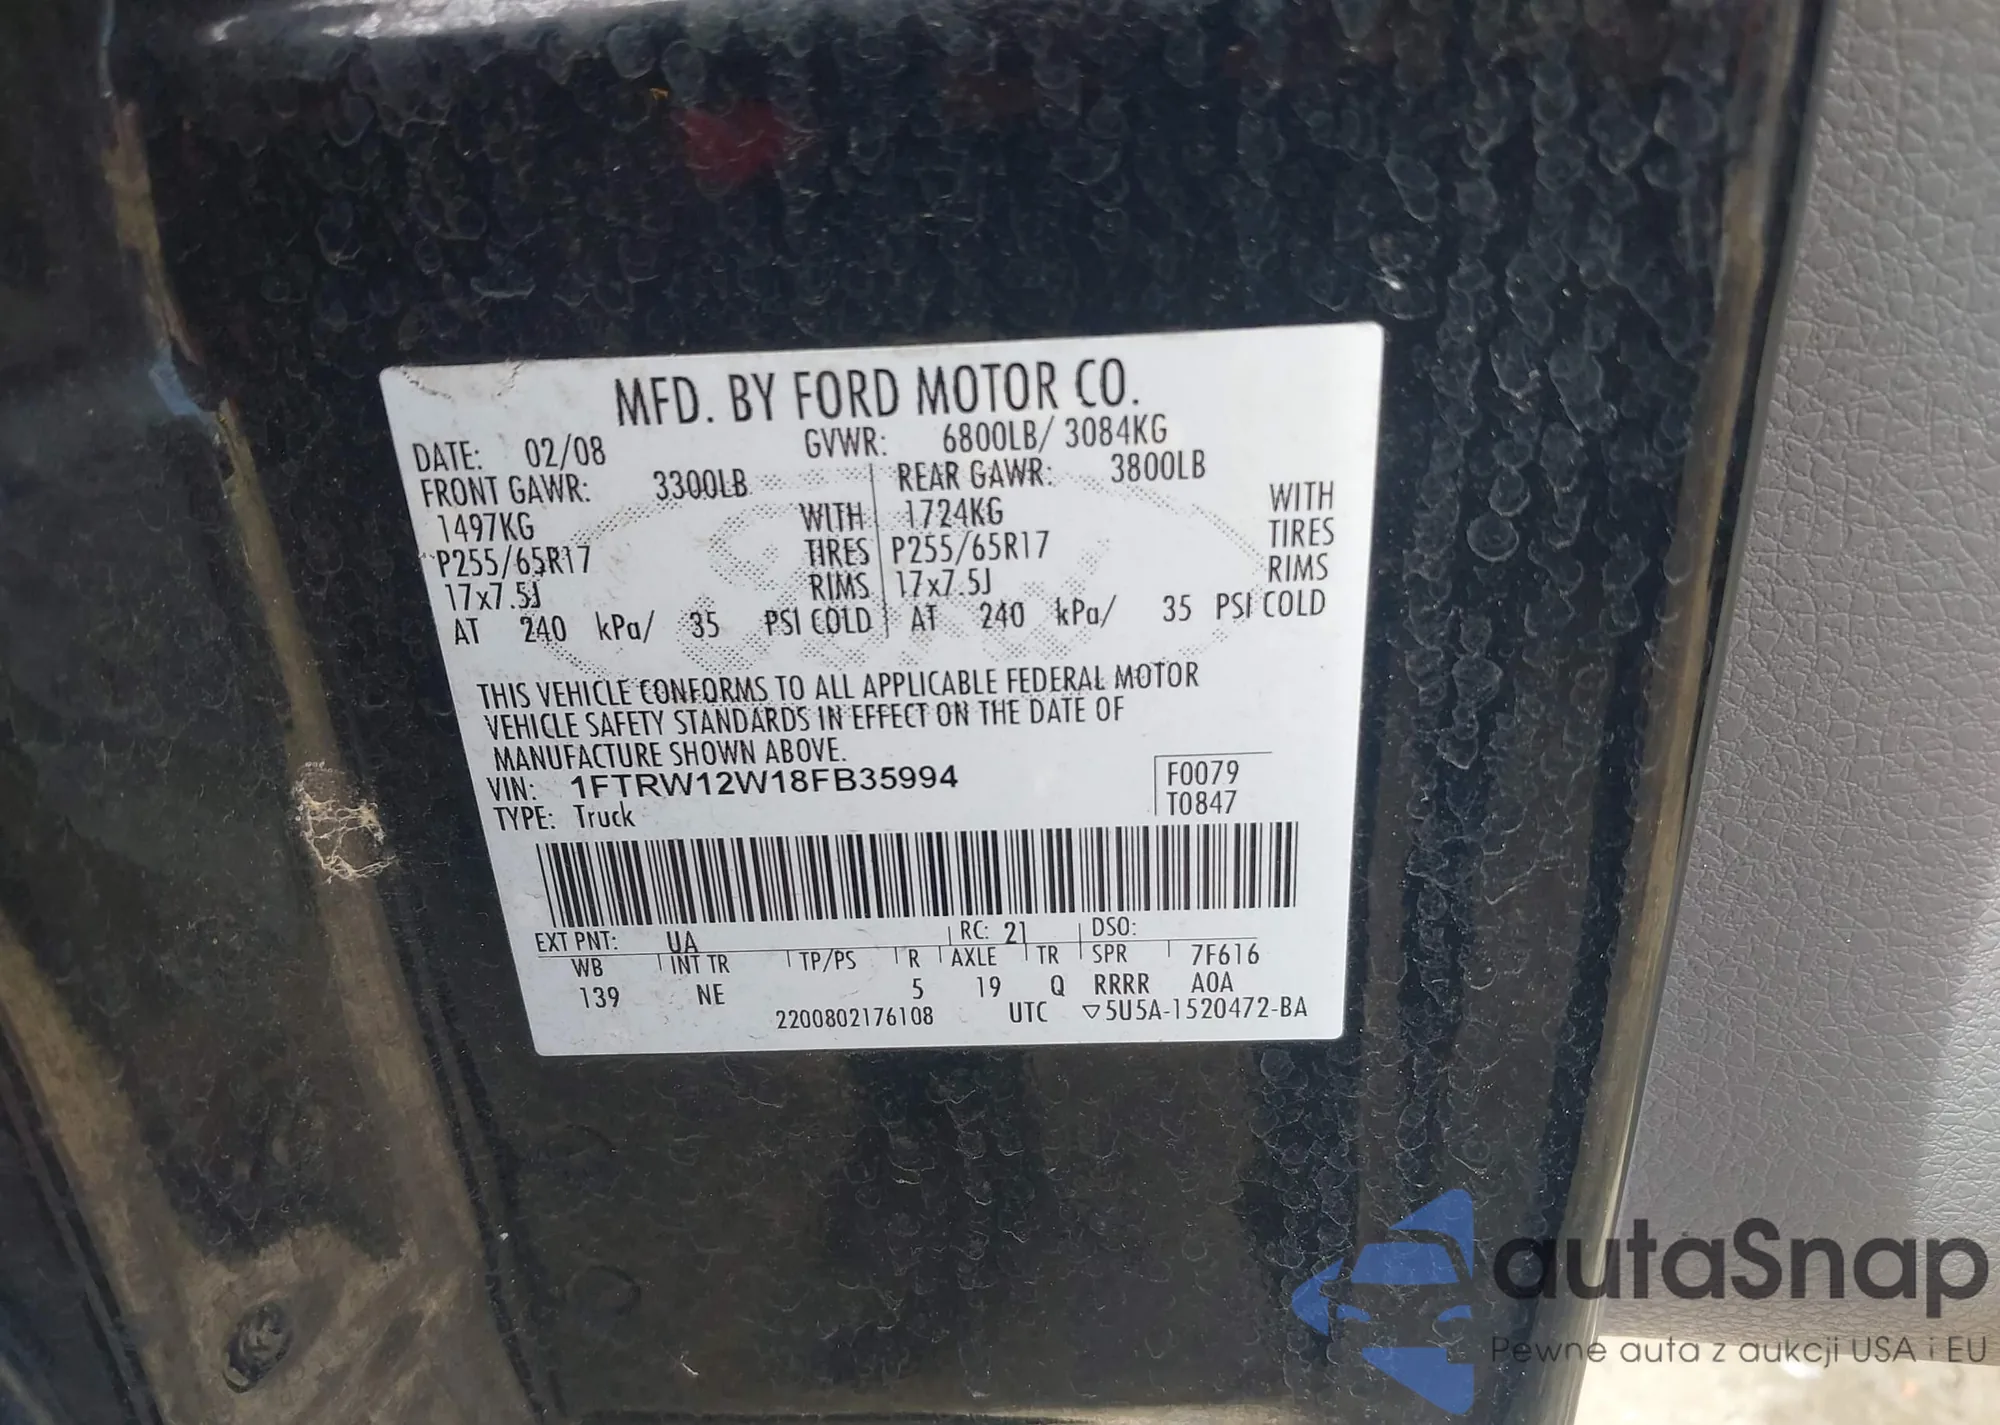 MFD. BY FORD MOTOR CO.
DATE: 02/08 GVWR: 6800LB/ 3084KG
FRONT GAWR: 3300LB REAR GAWR: 3800LB
1497KG WITH 1724KG WITH
P255/65R17 TIRES P255/65R17 TIRES
17x7.5J RIMS 17x7.5J RIMS
AT 240 kPa/ 35 PSI COLD AT 240 kPa/ 35 PSI COLD
THIS VEHICLE CONFORMS TO ALL APPLICABLE FEDERAL MOTOR
VEHICLE SAFETY STANDARDS IN EFFECT ON THE DATE OF
MANUFACTURE SHOWN ABOVE.
VIN: 1FTRW12W18FB35994 F0079
TYPE: Truck T0847
EXT PNT: UA RC: 21 DSO:
WB INT TR TP/PS R AXLE TR SPR 7F616
139 NE 5 19 Q RRRR A0A
2200802176108 UTC ▽5U5A-1520472-BA
autaSnap
Pewne auta z aukcji USA i EU